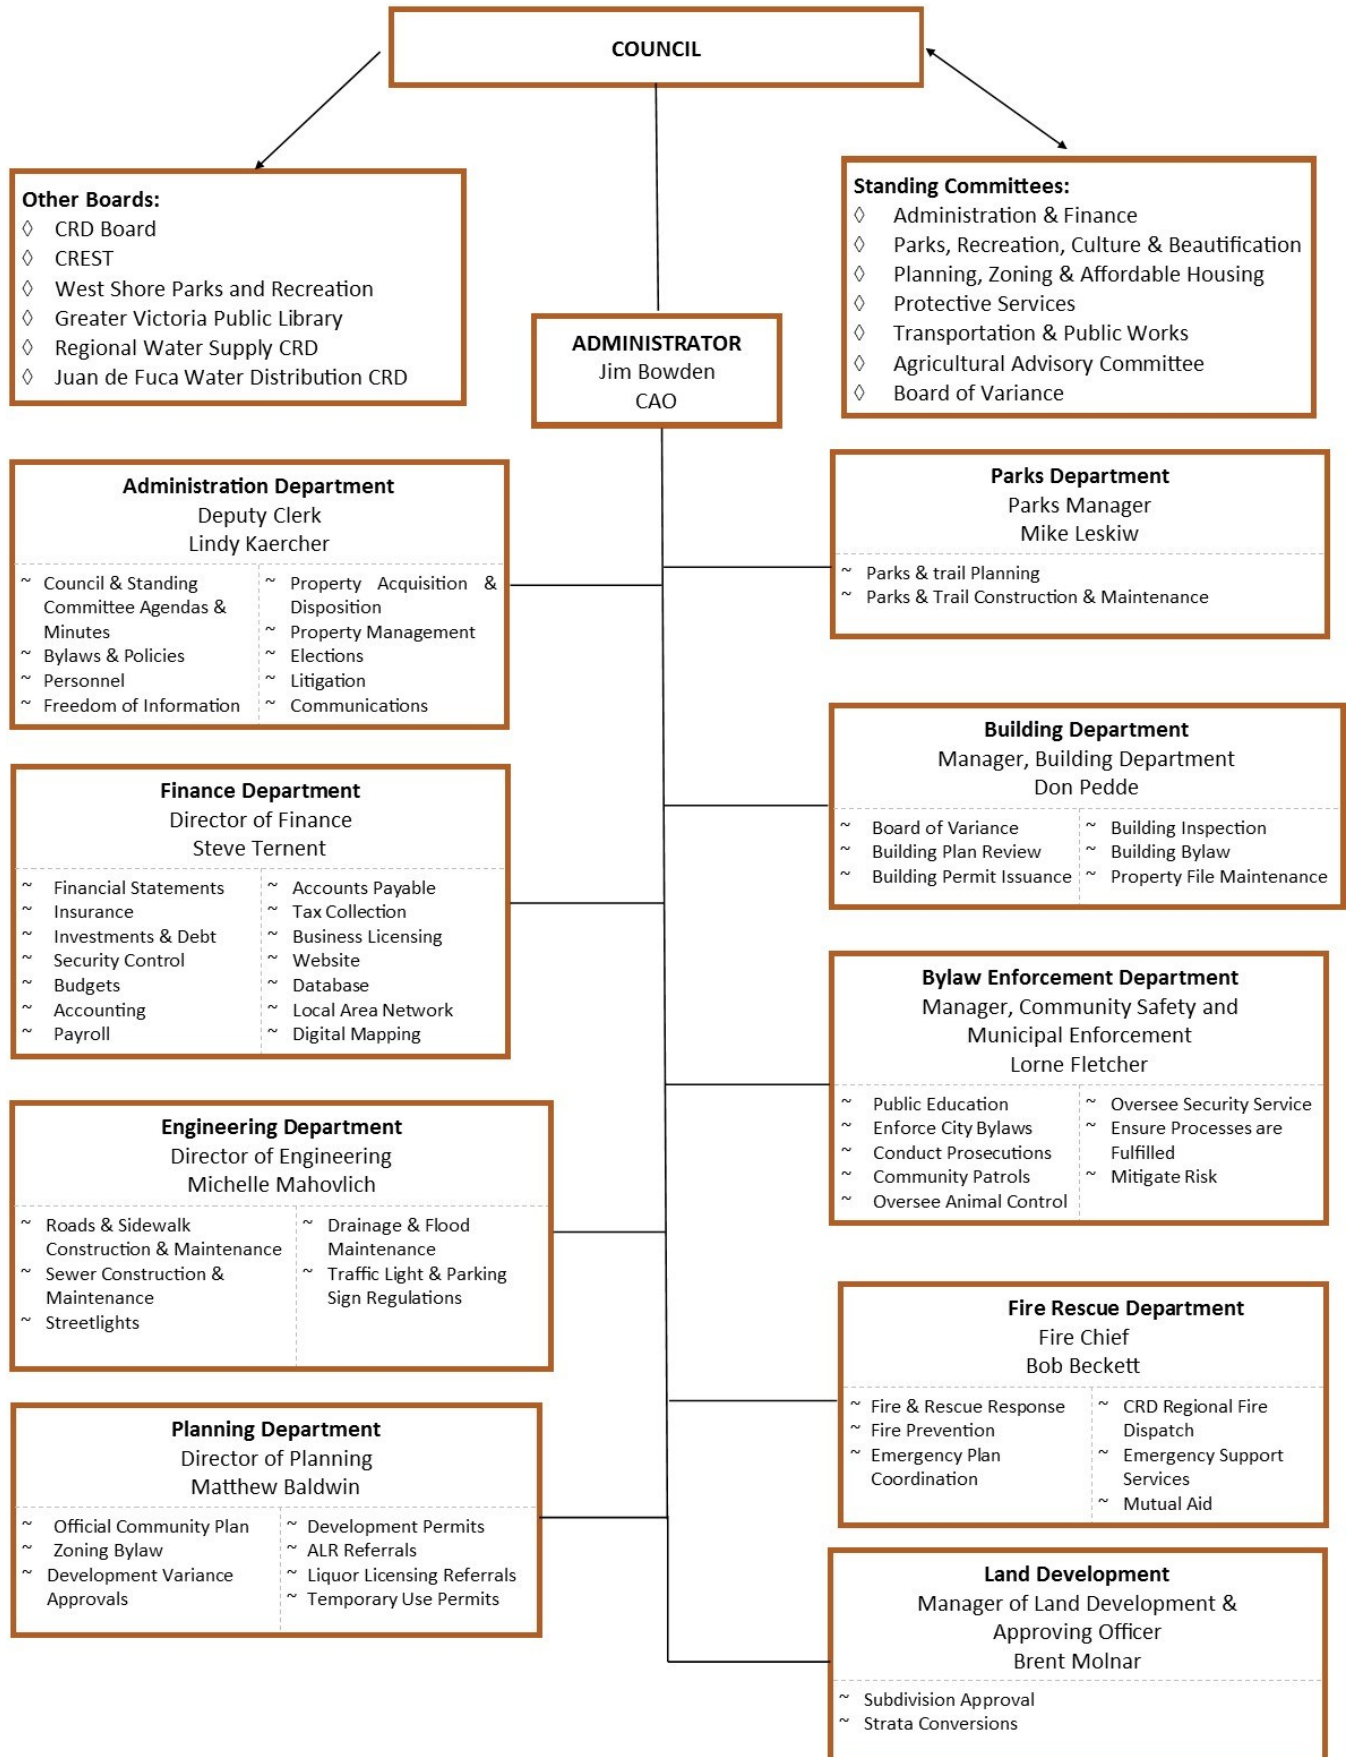 COUNCIL
Other Boards:
◊ CRD Board
◊ CREST
◊ West Shore Parks and Recreation
◊ Greater Victoria Public Library
◊ Regional Water Supply CRD
◊ Juan de Fuca Water Distribution CRD
Standing Committees:
◊ Administration & Finance
◊ Parks, Recreation, Culture & Beautification
◊ Planning, Zoning & Affordable Housing
◊ Protective Services
◊ Transportation & Public Works
◊ Agricultural Advisory Committee
◊ Board of Variance
ADMINISTRATOR
Jim Bowden
CAO
Administration Department
Deputy Clerk
Lindy Kaercher
~ Council & Standing
Committee Agendas &
Minutes
~ Bylaws & Policies
~ Personnel
~ Freedom of Information
~ Property Acquisition &
Disposition
~ Property Management
~ Elections
~ Litigation
~ Communications
Parks Department
Parks Manager
Mike Leskiw
~ Parks & trail Planning
~ Parks & Trail Construction & Maintenance
Finance Department
Director of Finance
Steve Ternent
~ Financial Statements
~ Insurance
~ Investments & Debt
~ Security Control
~ Budgets
~ Accounting
~ Payroll
~ Accounts Payable
~ Tax Collection
~ Business Licensing
~ Website
~ Database
~ Local Area Network
~ Digital Mapping
Building Department
Manager, Building Department
Don Pedde
~ Board of Variance
~ Building Plan Review
~ Building Permit Issuance
~ Building Inspection
~ Building Bylaw
~ Property File Maintenance
Bylaw Enforcement Department
Manager, Community Safety and
Municipal Enforcement
Lorne Fletcher
~ Public Education
~ Enforce City Bylaws
~ Conduct Prosecutions
~ Community Patrols
~ Oversee Animal Control
~ Oversee Security Service
~ Ensure Processes are
Fulfilled
~ Mitigate Risk
Engineering Department
Director of Engineering
Michelle Mahovlich
~ Roads & Sidewalk
Construction & Maintenance
~ Sewer Construction &
Maintenance
~ Streetlights
~ Drainage & Flood
Maintenance
~ Traffic Light & Parking
Sign Regulations
Fire Rescue Department
Fire Chief
Bob Beckett
~ Fire & Rescue Response
~ Fire Prevention
~ Emergency Plan
Coordination
~ CRD Regional Fire
Dispatch
~ Emergency Support
Services
~ Mutual Aid
Planning Department
Director of Planning
Matthew Baldwin
~ Official Community Plan
~ Zoning Bylaw
~ Development Variance
Approvals
~ Development Permits
~ ALR Referrals
~ Liquor Licensing Referrals
~ Temporary Use Permits
Land Development
Manager of Land Development &
Approving Officer
Brent Molnar
~ Subdivision Approval
~ Strata Conversions